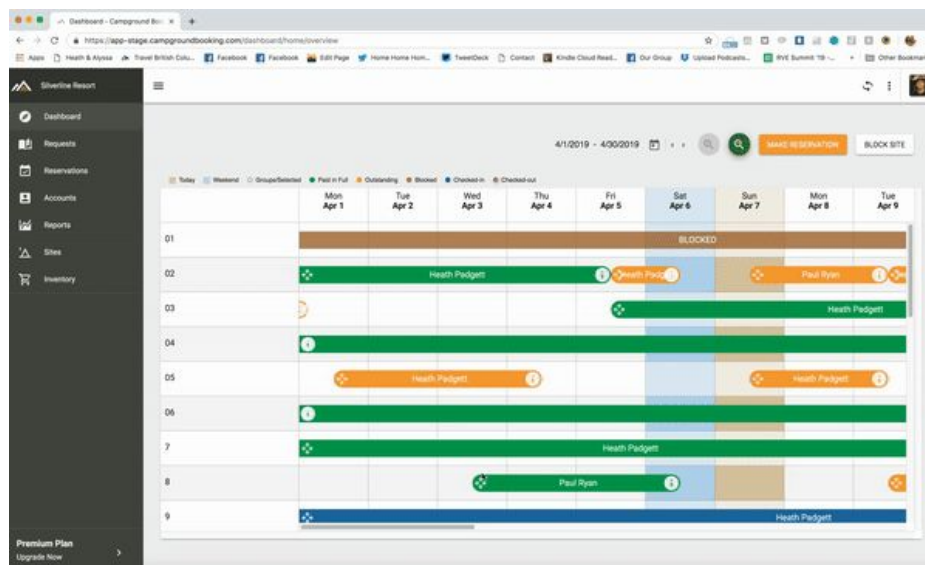 Dashboard - Campground Boo
https://app-stage.campgroundbooking.com/dashboard/home/overview
Apps Heath & Alyssa Travel British Colu... Facebook Facebook Edit Page Home Home Hom... TweetDeck Contact Kindle Cloud Read... Our Group Upload Podcasts... RVE Summit '19 -... Other Bookmar
Silverline Resort
Dashboard
Requests
Reservations
Accounts
Reports
Sites
Inventory
Premium Plan
Upgrade Now
4/1/2019 - 4/30/2019 MAKE RESERVATION BLOCK SITE
Today Weekend Groups/Selected Paid in Full Outstanding Blocked Checked-in Checked-out
Mon Tue Wed Thu Fri Sat Sun Mon Tue
Apr 1 Apr 2 Apr 3 Apr 4 Apr 5 Apr 6 Apr 7 Apr 8 Apr 9
01 BLOCKED
02 Heath Padgett Heath Padg Paul Ryan
03 Heath Padgett
04
05 Heath Padgett Heath Padgett
06
7 Heath Padgett
8 Paul Ryan
9 Heath Padgett